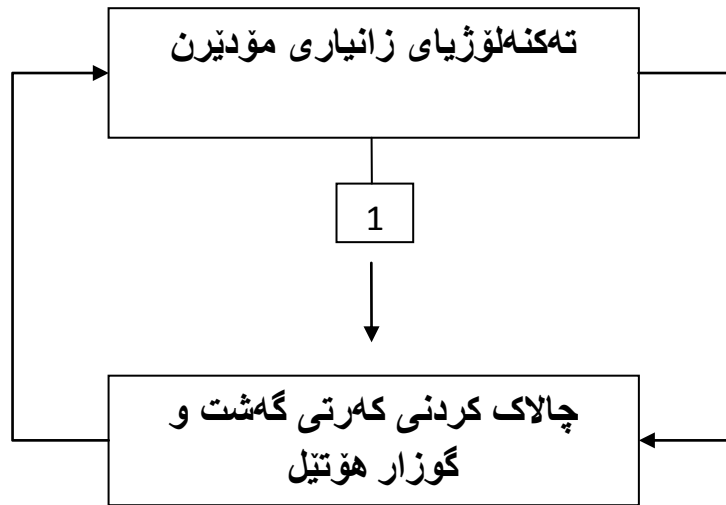 تەکنەلۆژیای زانیاری مۆدێرن
1
چالاک کردنی کەرتی گەشت و
گوزار هۆتێل